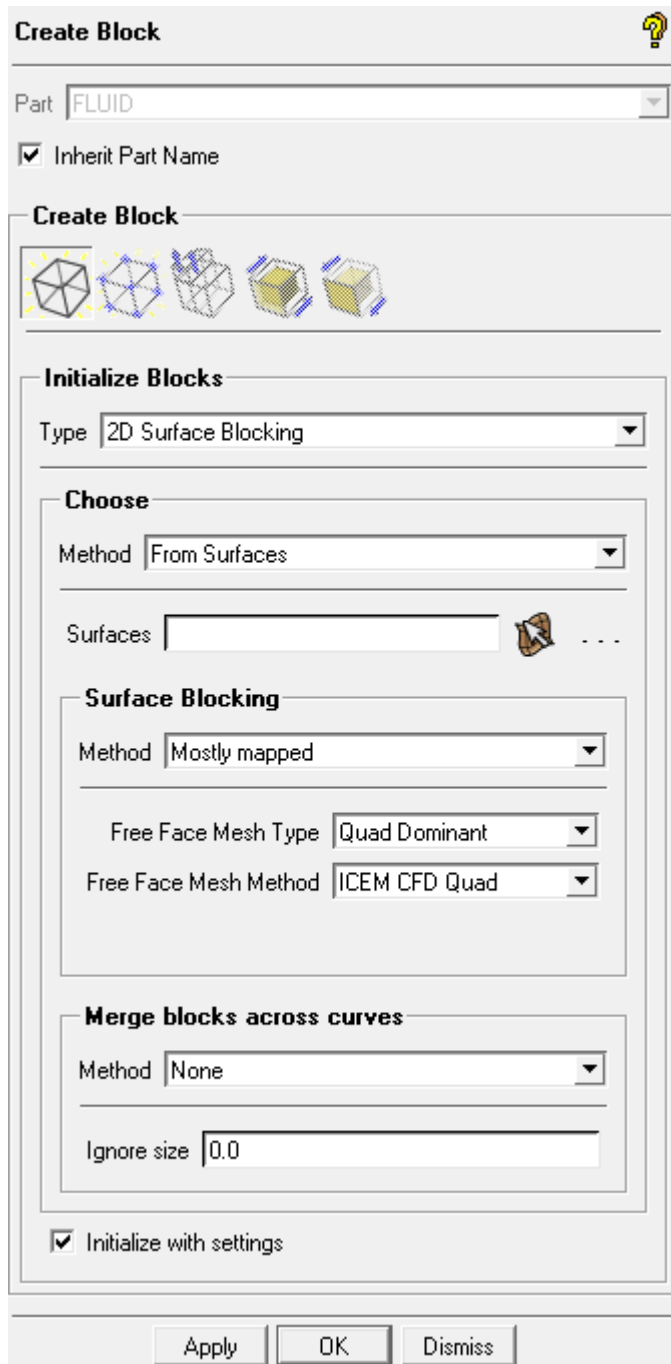 Create Block
Part FLUID
Inherit Part Name
Create Block
Initialize Blocks
Type 2D Surface Blocking
Choose
Method From Surfaces
Surfaces . . .
Surface Blocking
Method Mostly mapped
Free Face Mesh Type Quad Dominant
Free Face Mesh Method ICEM CFD Quad
Merge blocks across curves
Method None
Ignore size 0.0
Initialize with settings
Apply OK Dismiss